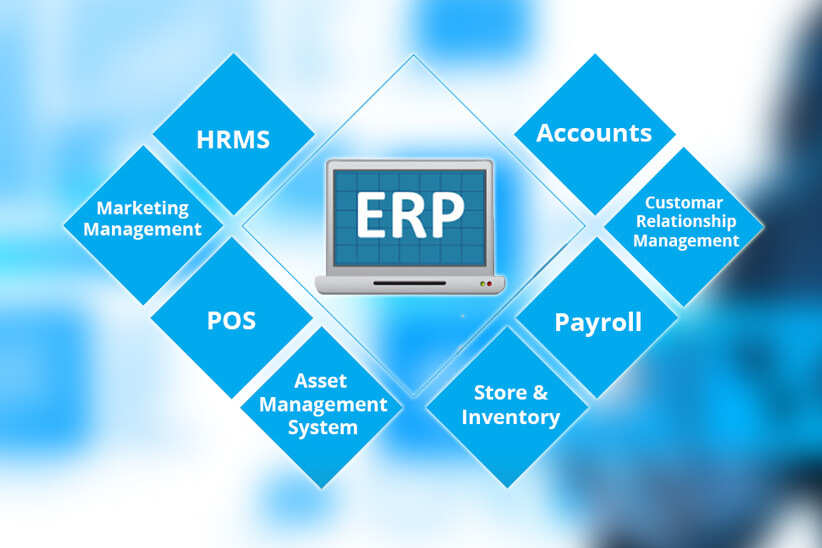 HRMS
Marketing
Management
POS
Asset
Management
System
ERP
Accounts
Customar
Relationship
Management
Payroll
Store &
Inventory